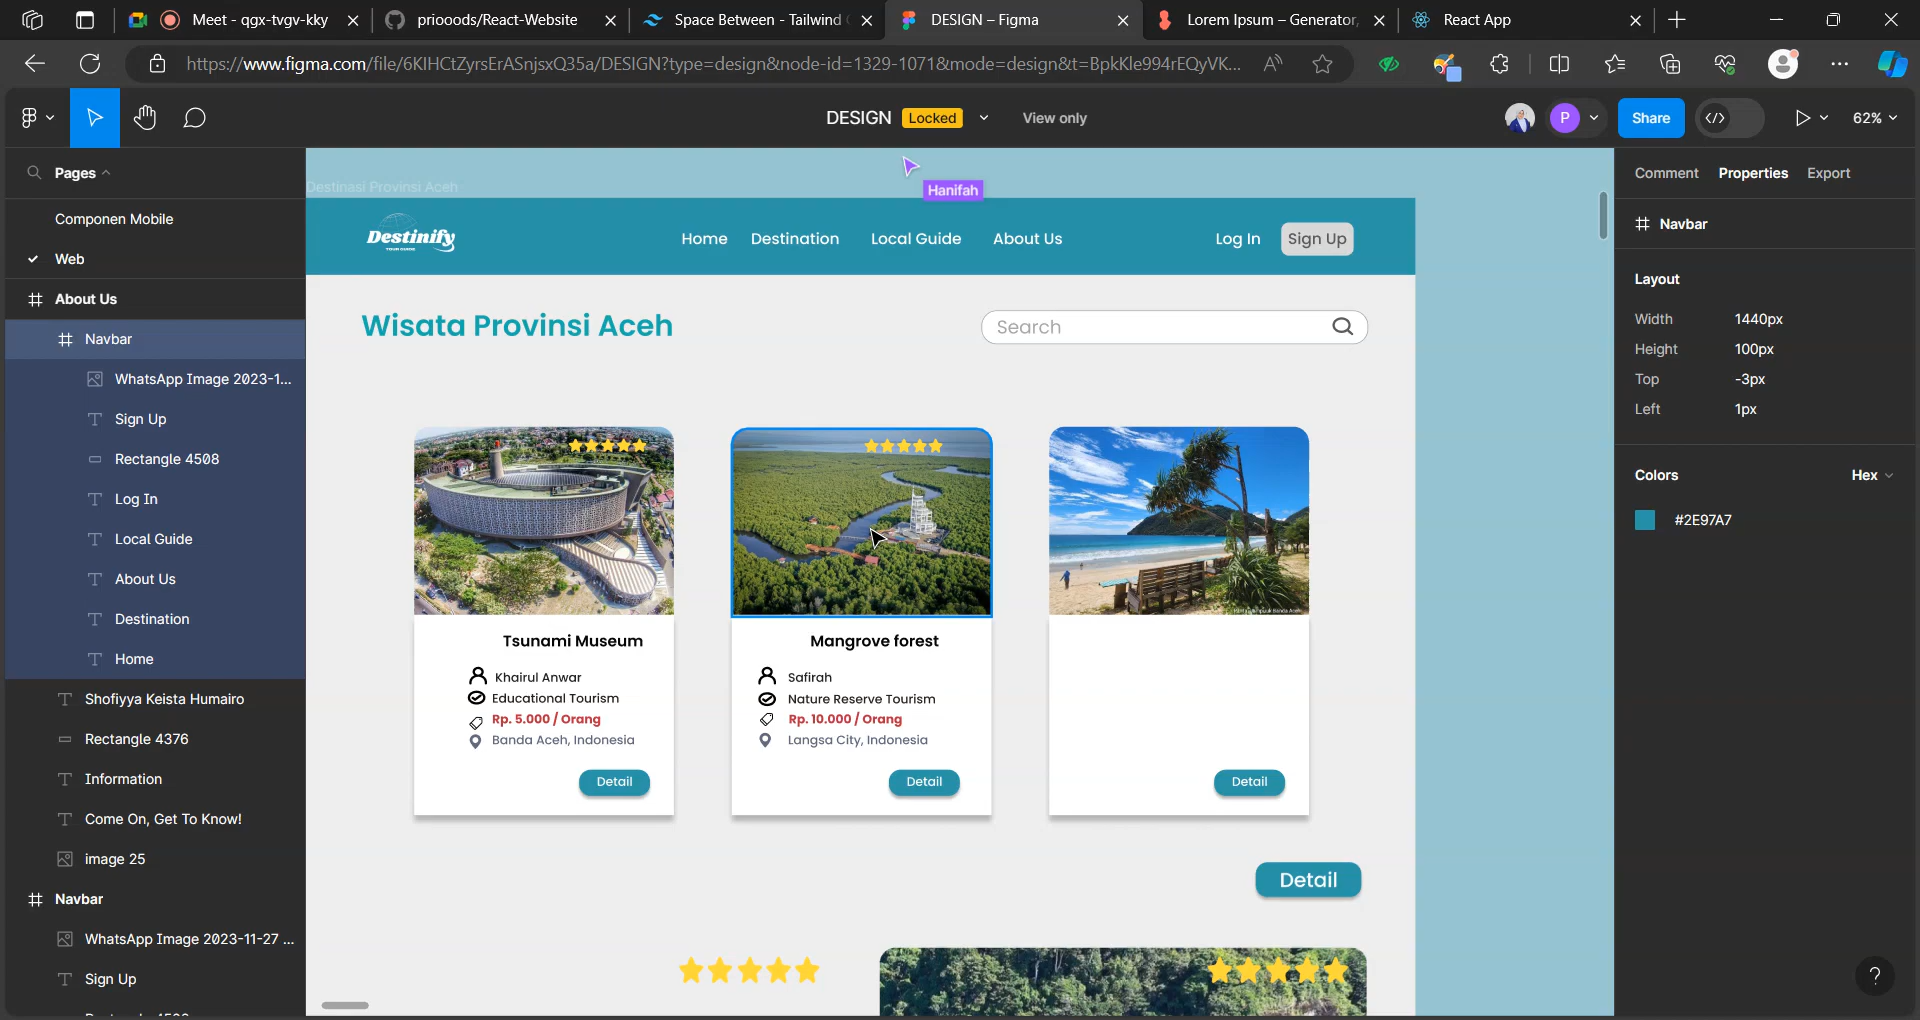 Meet - qgx-tvgv-kky
priooods/React-Website
Space Between - Tailwind
DESIGN – Figma
Lorem Ipsum – Generator,
React App
https://www.figma.com/file/6KIHCtZyrsErASnjsxQ35a/DESIGN?type=design&node-id=1329-1071&mode=design&t=BpkKle994rEQyVK...
DESIGN
Locked
View only
P
Share
62%
Pages
Componen Mobile
Web
About Us
Navbar
WhatsApp Image 2023-1...
Sign Up
Rectangle 4508
Log In
Local Guide
About Us
Destination
Home
Shofiyya Keista Humairo
Rectangle 4376
Information
Come On, Get To Know!
image 25
Navbar
WhatsApp Image 2023-11-27 ...
Sign Up
Destinasi Provinsi Aceh
Hanifah
Destinify
Home
Destination
Local Guide
About Us
Log In
Sign Up
Wisata Provinsi Aceh
Search
Tsunami Museum
Khairul Anwar
Educational Tourism
Rp. 5.000 / Orang
Banda Aceh, Indonesia
Detail
Mangrove forest
Safirah
Nature Reserve Tourism
Rp. 10.000 / Orang
Langsa City, Indonesia
Detail
Detail
Detail
Comment
Properties
Export
Navbar
Layout
Width 1440px
Height 100px
Top -3px
Left 1px
Colors
Hex
#2E97A7
?